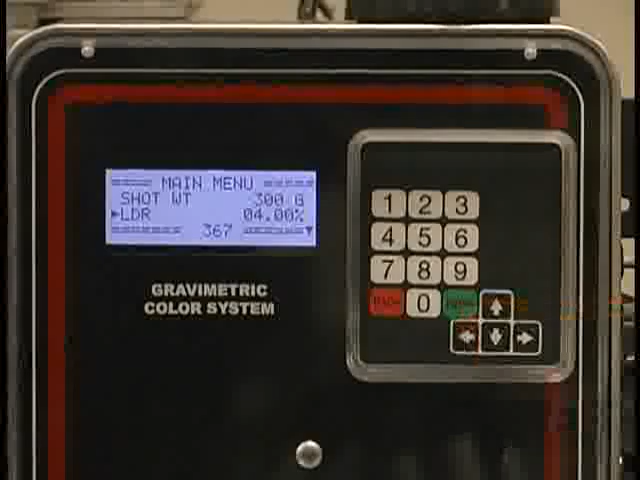 MAIN MENU
SHOT WT 300 G
LDR 04.00%
367
GRAVIMETRIC
COLOR SYSTEM
1 2 3
4 5 6
7 8 9
0